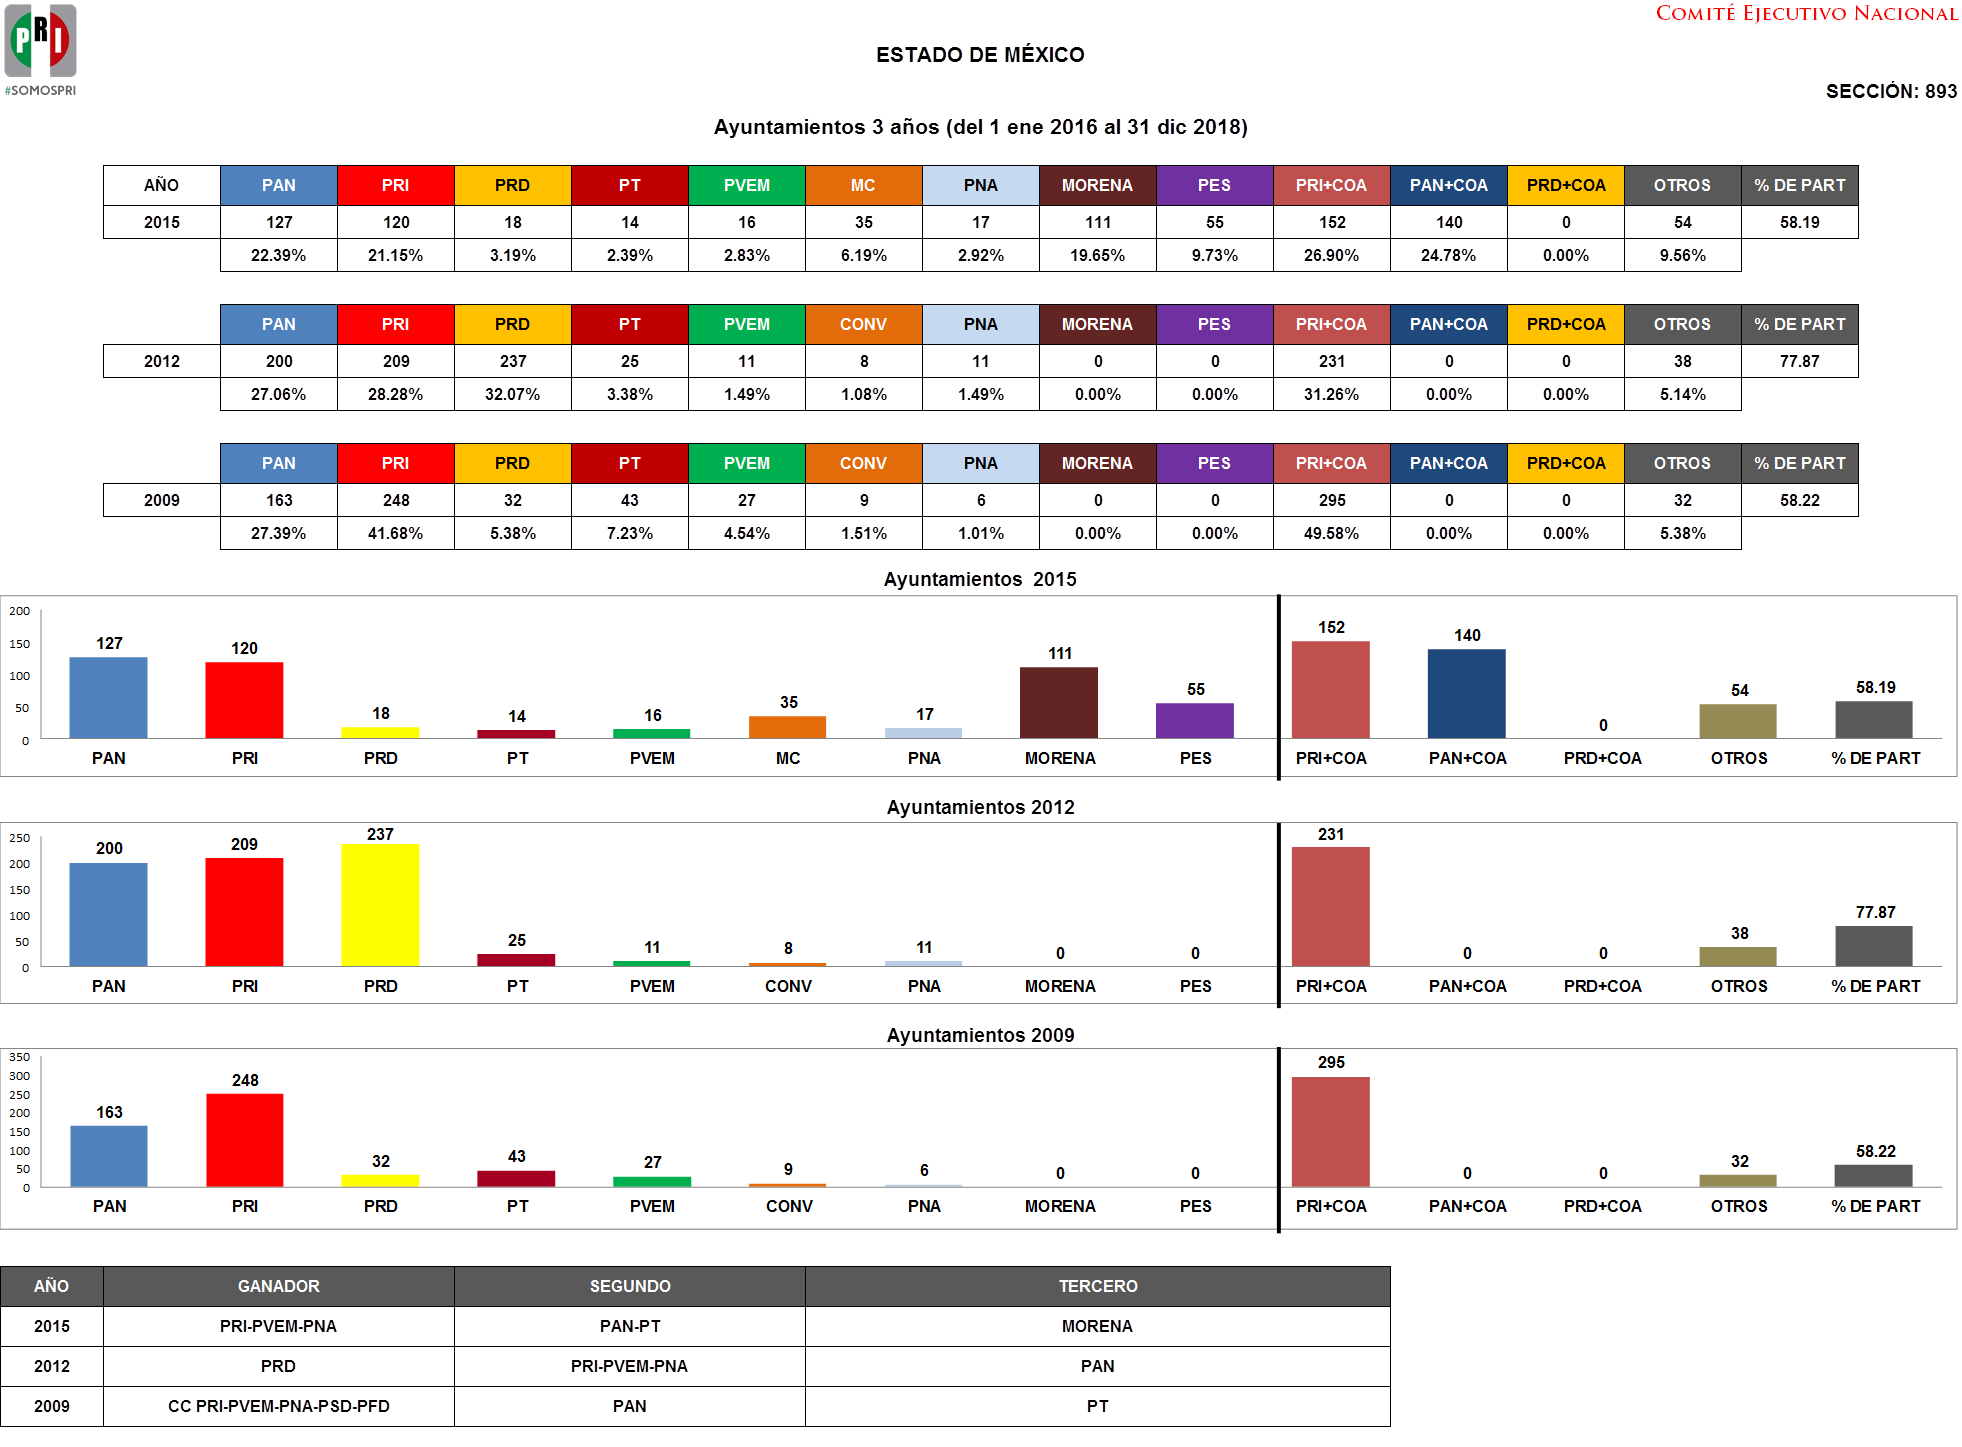 PRI
#SOMOSPRI
COMITÉ EJECUTIVO NACIONAL
ESTADO DE MÉXICO
SECCIÓN: 893
Ayuntamientos 3 años (del 1 ene 2016 al 31 dic 2018)
AÑO PAN PRI PRD PT PVEM MC PNA MORENA PES PRI+COA PAN+COA PRD+COA OTROS % DE PART
2015 127 120 18 14 16 35 17 111 55 152 140 0 54 58.19
22.39% 21.15% 3.19% 2.39% 2.83% 6.19% 2.92% 19.65% 9.73% 26.90% 24.78% 0.00% 9.56%
PAN PRI PRD PT PVEM CONV PNA MORENA PES PRI+COA PAN+COA PRD+COA OTROS % DE PART
2012 200 209 237 25 11 8 11 0 0 231 0 0 38 77.87
27.06% 28.28% 32.07% 3.38% 1.49% 1.08% 1.49% 0.00% 0.00% 31.26% 0.00% 0.00% 5.14%
PAN PRI PRD PT PVEM CONV PNA MORENA PES PRI+COA PAN+COA PRD+COA OTROS % DE PART
2009 163 248 32 43 27 9 6 0 0 295 0 0 32 58.22
27.39% 41.68% 5.38% 7.23% 4.54% 1.51% 1.01% 0.00% 0.00% 49.58% 0.00% 0.00% 5.38%
Ayuntamientos 2015
200
150
100
50
0
127 120 18 14 16 35 17 111 55 152 140 0 54 58.19
PAN PRI PRD PT PVEM MC PNA MORENA PES PRI+COA PAN+COA PRD+COA OTROS % DE PART
Ayuntamientos 2012
250
200
150
100
50
0
200 209 237 25 11 8 11 0 0 231 0 0 38 77.87
PAN PRI PRD PT PVEM CONV PNA MORENA PES PRI+COA PAN+COA PRD+COA OTROS % DE PART
Ayuntamientos 2009
350
300
250
200
150
100
50
0
163 248 32 43 27 9 6 0 0 295 0 0 32 58.22
PAN PRI PRD PT PVEM CONV PNA MORENA PES PRI+COA PAN+COA PRD+COA OTROS % DE PART
AÑO GANADOR SEGUNDO TERCERO
2015 PRI-PVEM-PNA PAN-PT MORENA
2012 PRD PRI-PVEM-PNA PAN
2009 CC PRI-PVEM-PNA-PSD-PFD PAN PT